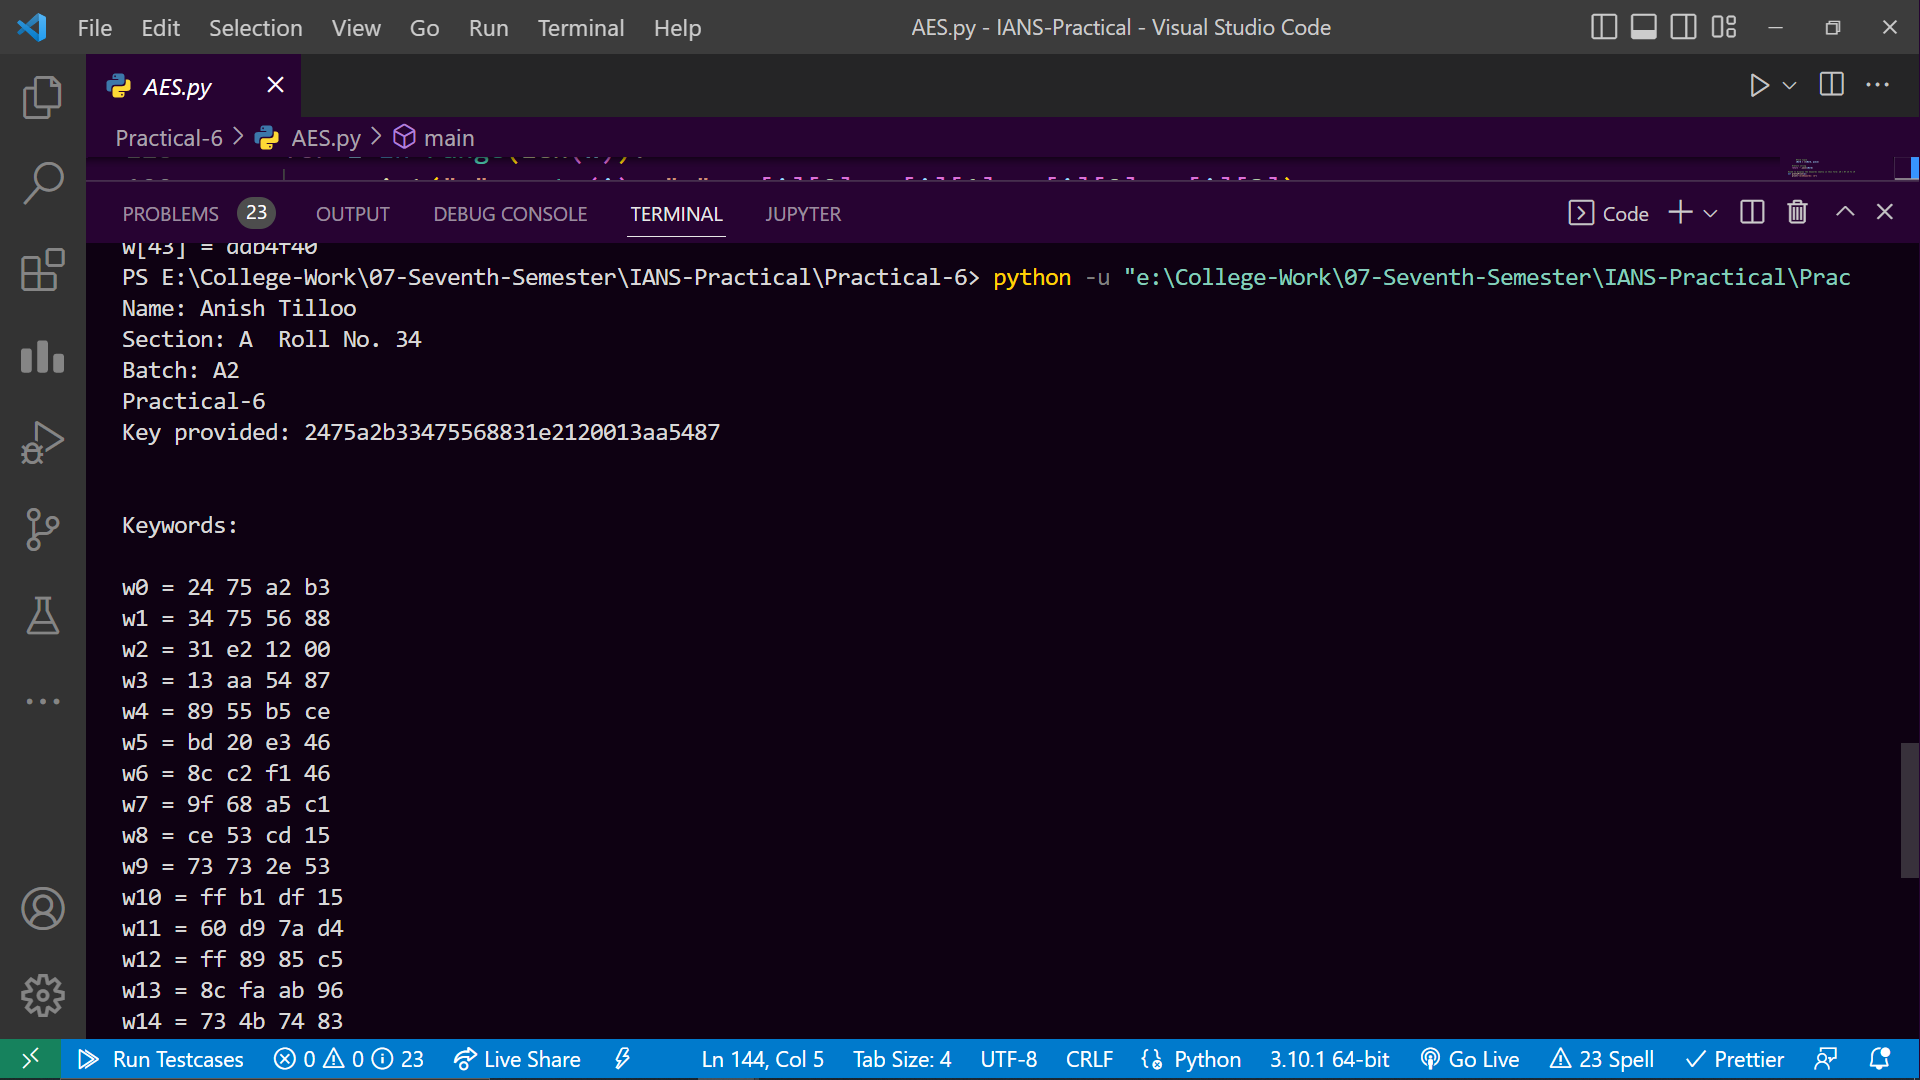 File Edit Selection View Go Run Terminal Help AES.py - IANS-Practical - Visual Studio Code
AES.py
Practical-6 > AES.py > main
PROBLEMS 23 OUTPUT DEBUG CONSOLE TERMINAL JUPYTER Code
w[43] = ddb4f40
PS E:\College-Work\07-Seventh-Semester\IANS-Practical\Practical-6> python -u "e:\College-Work\07-Seventh-Semester\IANS-Practical\Prac
Name: Anish Tilloo
Section: A  Roll No. 34
Batch: A2
Practical-6
Key provided: 2475a2b33475568831e2120013aa5487
Keywords:
w0 = 24 75 a2 b3
w1 = 34 75 56 88
w2 = 31 e2 12 00
w3 = 13 aa 54 87
w4 = 89 55 b5 ce
w5 = bd 20 e3 46
w6 = 8c c2 f1 46
w7 = 9f 68 a5 c1
w8 = ce 53 cd 15
w9 = 73 73 2e 53
w10 = ff b1 df 15
w11 = 60 d9 7a d4
w12 = ff 89 85 c5
w13 = 8c fa ab 96
w14 = 73 4b 74 83
Run Testcases 0 0 23 Live Share Ln 144, Col 5 Tab Size: 4 UTF-8 CRLF Python 3.10.1 64-bit Go Live 23 Spell Prettier